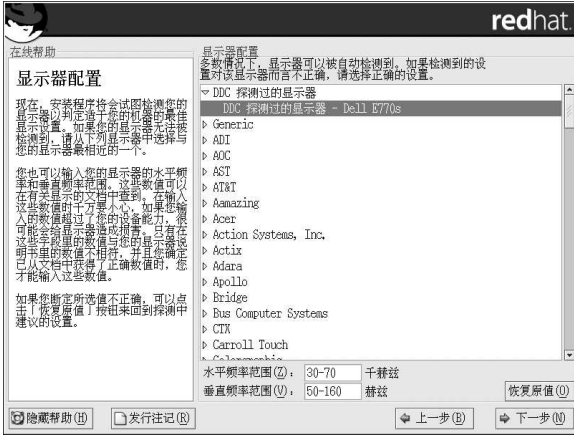 redhat.
在线帮助
显示器配置
现在，安装程序将会试图检测您的
显示器以判定适于您的机器的最佳
显示设置。如果您的显示器无法被
检测到，请从下列显示器中选择与
您的显示器最相近的一个。
您也可以输入您的显示器的水平频
率和垂直频率范围。这些数值可以
在有关显示的文档中查到。在输入
这些数值时千万要小心，如果您输
入的数值超过了您的设备能力，很
可能会给显示器造成损害。只有在
这些字段里的数值与您的显示器说
明书里的数值不相符，并且您确定
已从文档中获得了正确数值时，您
才能输入这些数值。
如果您断定所选值不正确，可以点
击「恢复原值」按钮来回到探测中
建议的设置。
显示器配置
多数情况下，显示器可以被自动检测到。如果检测到的设
置对该显示器而言不正确，请选择正确的设置。
DDC 探测过的显示器
DDC 探测过的显示器 - Dell E770s
Generic
ADI
AOC
AST
AT&T
Aamazing
Acer
Action Systems, Inc.
Actix
Adara
Apollo
Bridge
Bus Computer Systems
CTX
Carroll Touch
水平频率范围(Z)： 30-70 千赫兹
垂直频率范围(V)： 50-160 赫兹
恢复原值(O)
隐藏帮助(H)
发行注记(R)
上一步(B)
下一步(N)